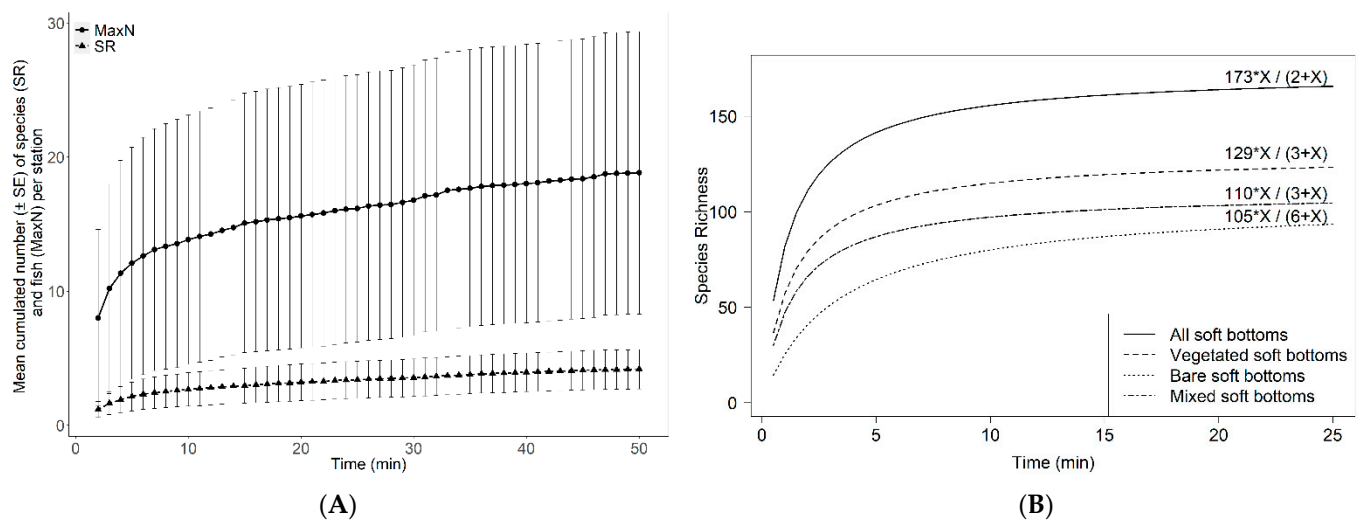 Mean cumulated number (± SE) of species (SR)
and fish (MaxN) per station
30
20
10
0
MaxN
SR
0
10
20
30
40
50
Time (min)
(A)
Species Richness
150
100
50
0
173*X / (2+X)
129*X / (3+X)
110*X / (3+X)
105*X / (6+X)
All soft bottoms
Vegetated soft bottoms
Bare soft bottoms
Mixed soft bottoms
0
5
10
15
20
25
Time (min)
(B)